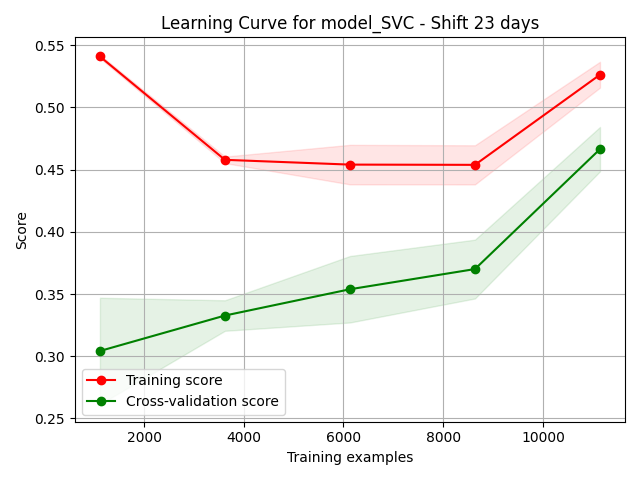 Learning Curve for model_SVC - Shift 23 days
0.55
0.50
0.45
0.40
0.35
0.30
0.25
Score
Training score
Cross-validation score
2000
4000
6000
8000
10000
Training examples